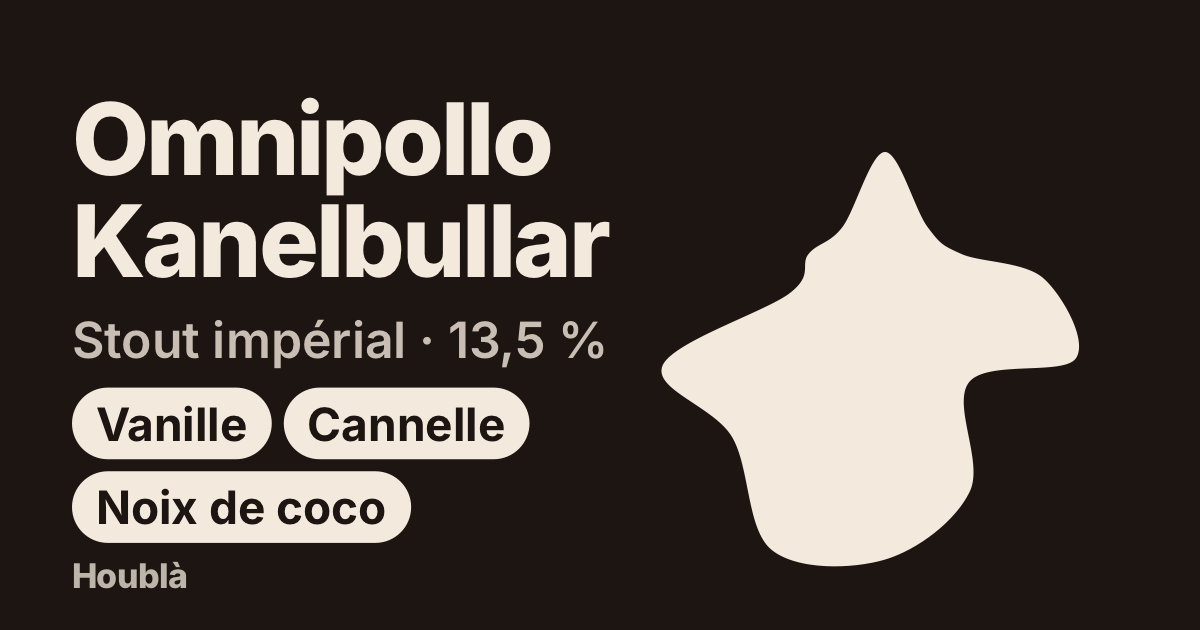 Omnipollo
Kanelbullar
Stout impérial · 13,5 %
Vanille Cannelle
Noix de coco
Houblà